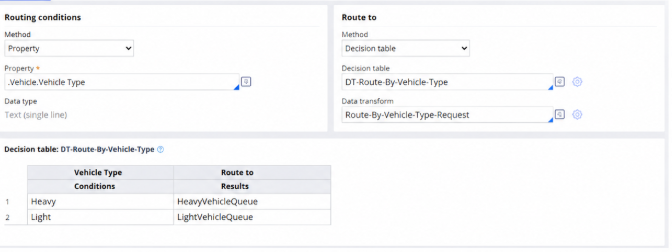 Routing conditions
Method
Property
Property *
.Vehicle.Vehicle Type
Data type
Text (single line)
Route to
Method
Decision table
Decision table
DT-Route-By-Vehicle-Type
Data transform
Route-By-Vehicle-Type-Request
Decision table: DT-Route-By-Vehicle-Type ?
Vehicle Type Route to
Conditions Results
1 Heavy HeavyVehicleQueue
2 Light LightVehicleQueue